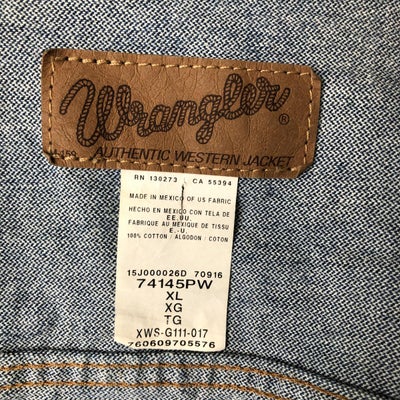 Wrangler
®
159
AUTHENTIC WESTERN JACKET
RN 130273 CA 55394
MADE IN MEXICO OF US FABRIC
HECHO EN MEXICO CON TELA DE
EE.UU.
FABRIQUE AU MEXIQUE DE TISSU
E.-U.
100% COTTON / ALGODON / COTON
15J000026D 70916
74145PW
XL
XG
TG
XWS-G111-017
760609705576